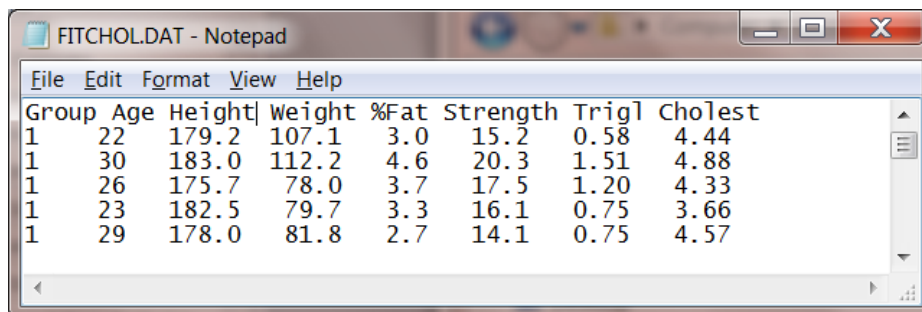 FITCHOL.DAT - Notepad
File Edit Format View Help
Group Age Height Weight %Fat Strength Trigl Cholest
1 22 179.2 107.1 3.0 15.2 0.58 4.44
1 30 183.0 112.2 4.6 20.3 1.51 4.88
1 26 175.7 78.0 3.7 17.5 1.20 4.33
1 23 182.5 79.7 3.3 16.1 0.75 3.66
1 29 178.0 81.8 2.7 14.1 0.75 4.57